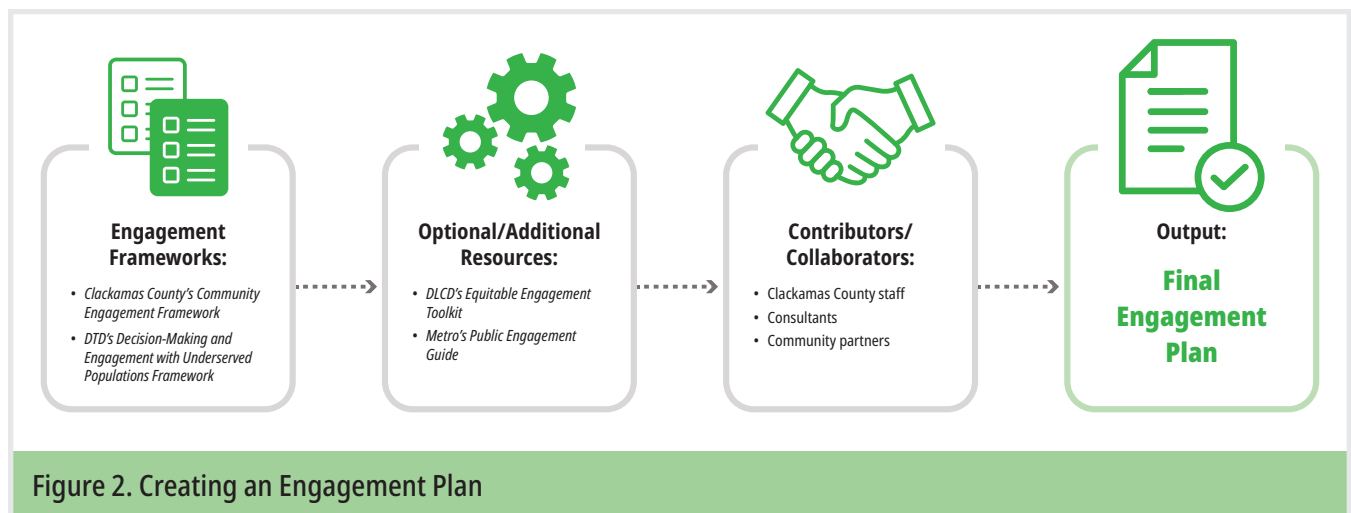 Engagement
Frameworks:
• Clackamas County's Community
Engagement Framework
• DTD's Decision-Making and
Engagement with Underserved
Populations Framework
Optional/Additional
Resources:
• DLCD's Equitable Engagement
Toolkit
• Metro's Public Engagement
Guide
Contributors/
Collaborators:
• Clackamas County staff
• Consultants
• Community partners
Output:
Final
Engagement
Plan
Figure 2. Creating an Engagement Plan